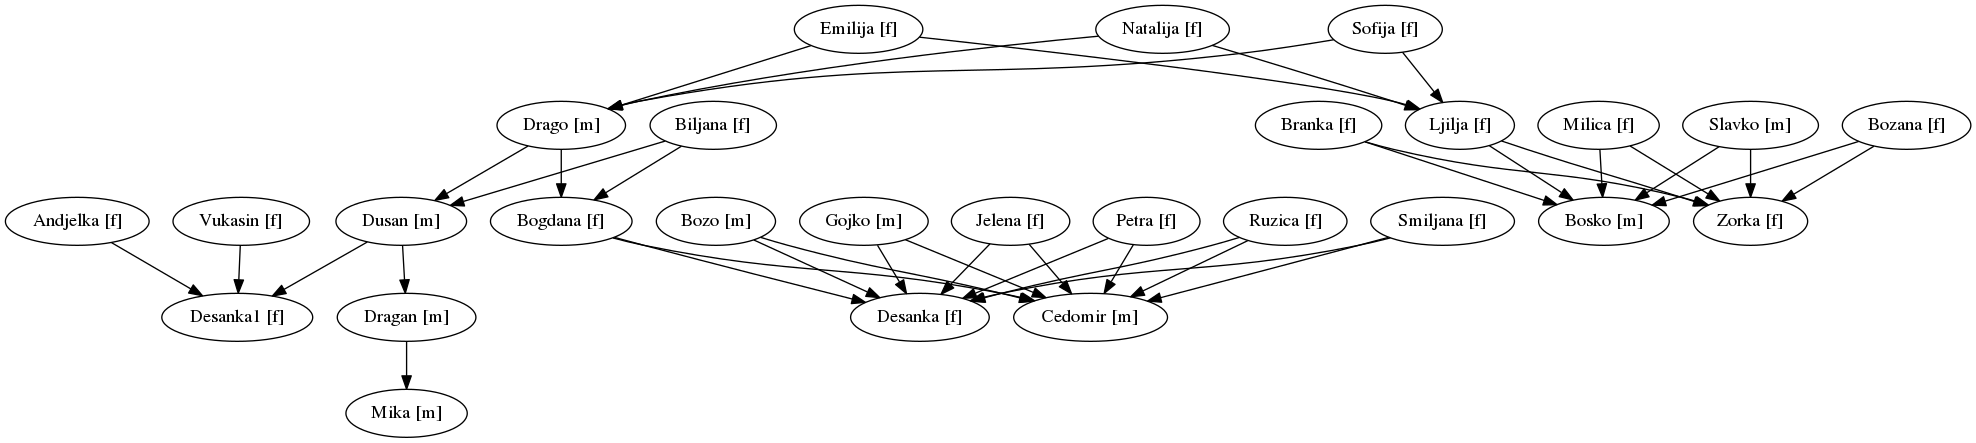 Emilija [f]
Natalija [f]
Sofija [f]
Drago [m]
Biljana [f]
Branka [f]
Ljilja [f]
Milica [f]
Slavko [m]
Bozana [f]
Andjelka [f]
Vukasin [f]
Dusan [m]
Bogdana [f]
Bozo [m]
Gojko [m]
Jelena [f]
Petra [f]
Ruzica [f]
Smiljana [f]
Bosko [m]
Zorka [f]
Desanka1 [f]
Dragan [m]
Desanka [f]
Cedomir [m]
Mika [m]